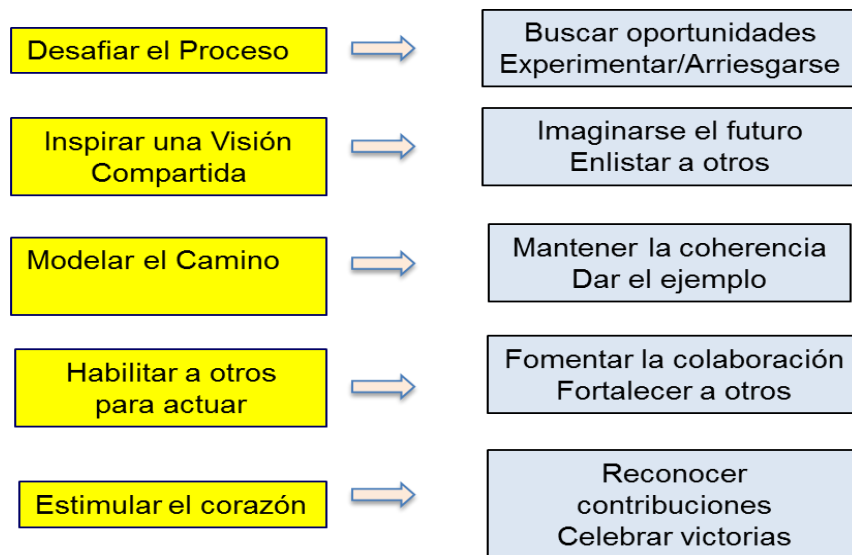 Desafiar el Proceso
Buscar oportunidades
Experimentar/Arriesgarse
Inspirar una Visión
Compartida
Imaginarse el futuro
Enlistar a otros
Modelar el Camino
Mantener la coherencia
Dar el ejemplo
Habilitar a otros
para actuar
Fomentar la colaboración
Fortalecer a otros
Estimular el corazón
Reconocer
contribuciones
Celebrar victorias